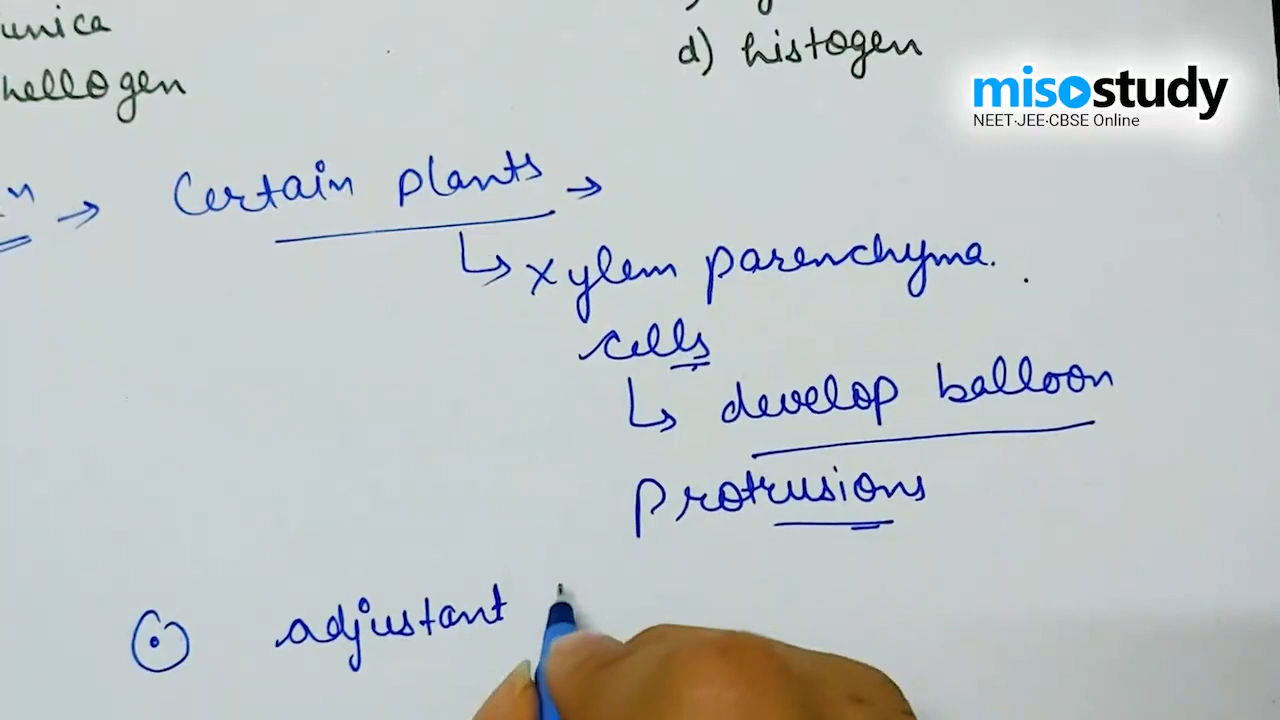 unica
hellogen
d) histogen
misostudy
NEET·JEE·CBSE Online
→ Certain plants →
↳ xylem parenchyma.
cells
↳ develop balloon
protrusions
adjustant